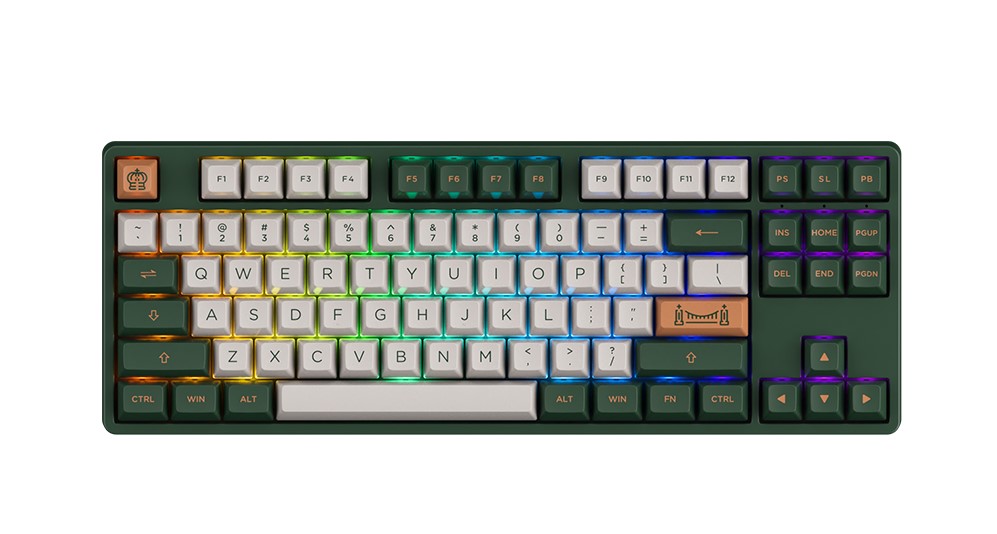 F1 F2 F3 F4 F5 F6 F7 F8 F9 F10 F11 F12 PS SL PB
~ ! @ # $ % ^ & * ( ) — +
` 1 2 3 4 5 6 7 8 9 0 – = ← INS HOME PGUP
⇌ Q W E R T Y U I O P { } | DEL END PGDN
[ ] \
⇩ A S D F G H J K L : "
; '
⇧ Z X C V B N M < > ? ⇧ ▲
, . /
CTRL WIN ALT ALT WIN FN CTRL ◀ ▼ ▶